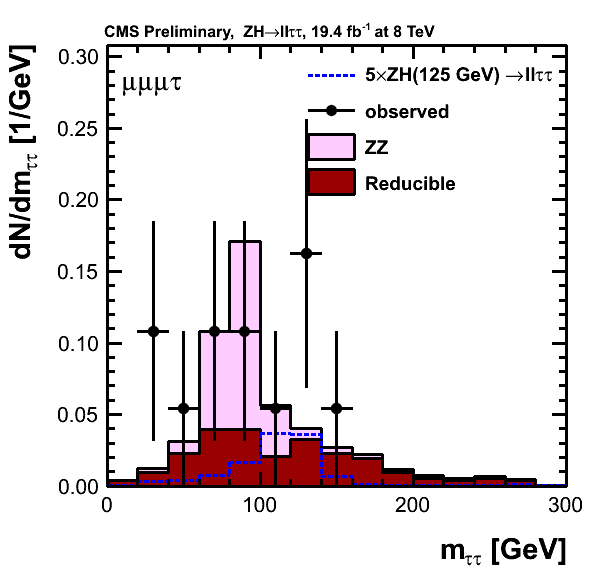 CMS Preliminary, ZH→llττ, 19.4 fb⁻¹ at 8 TeV
dN/dm_ττ [1/GeV]
0.30
0.25
0.20
0.15
0.10
0.05
0.00
μμμτ
5×ZH(125 GeV) →llττ
observed
ZZ
Reducible
0
100
200
300
m_ττ [GeV]